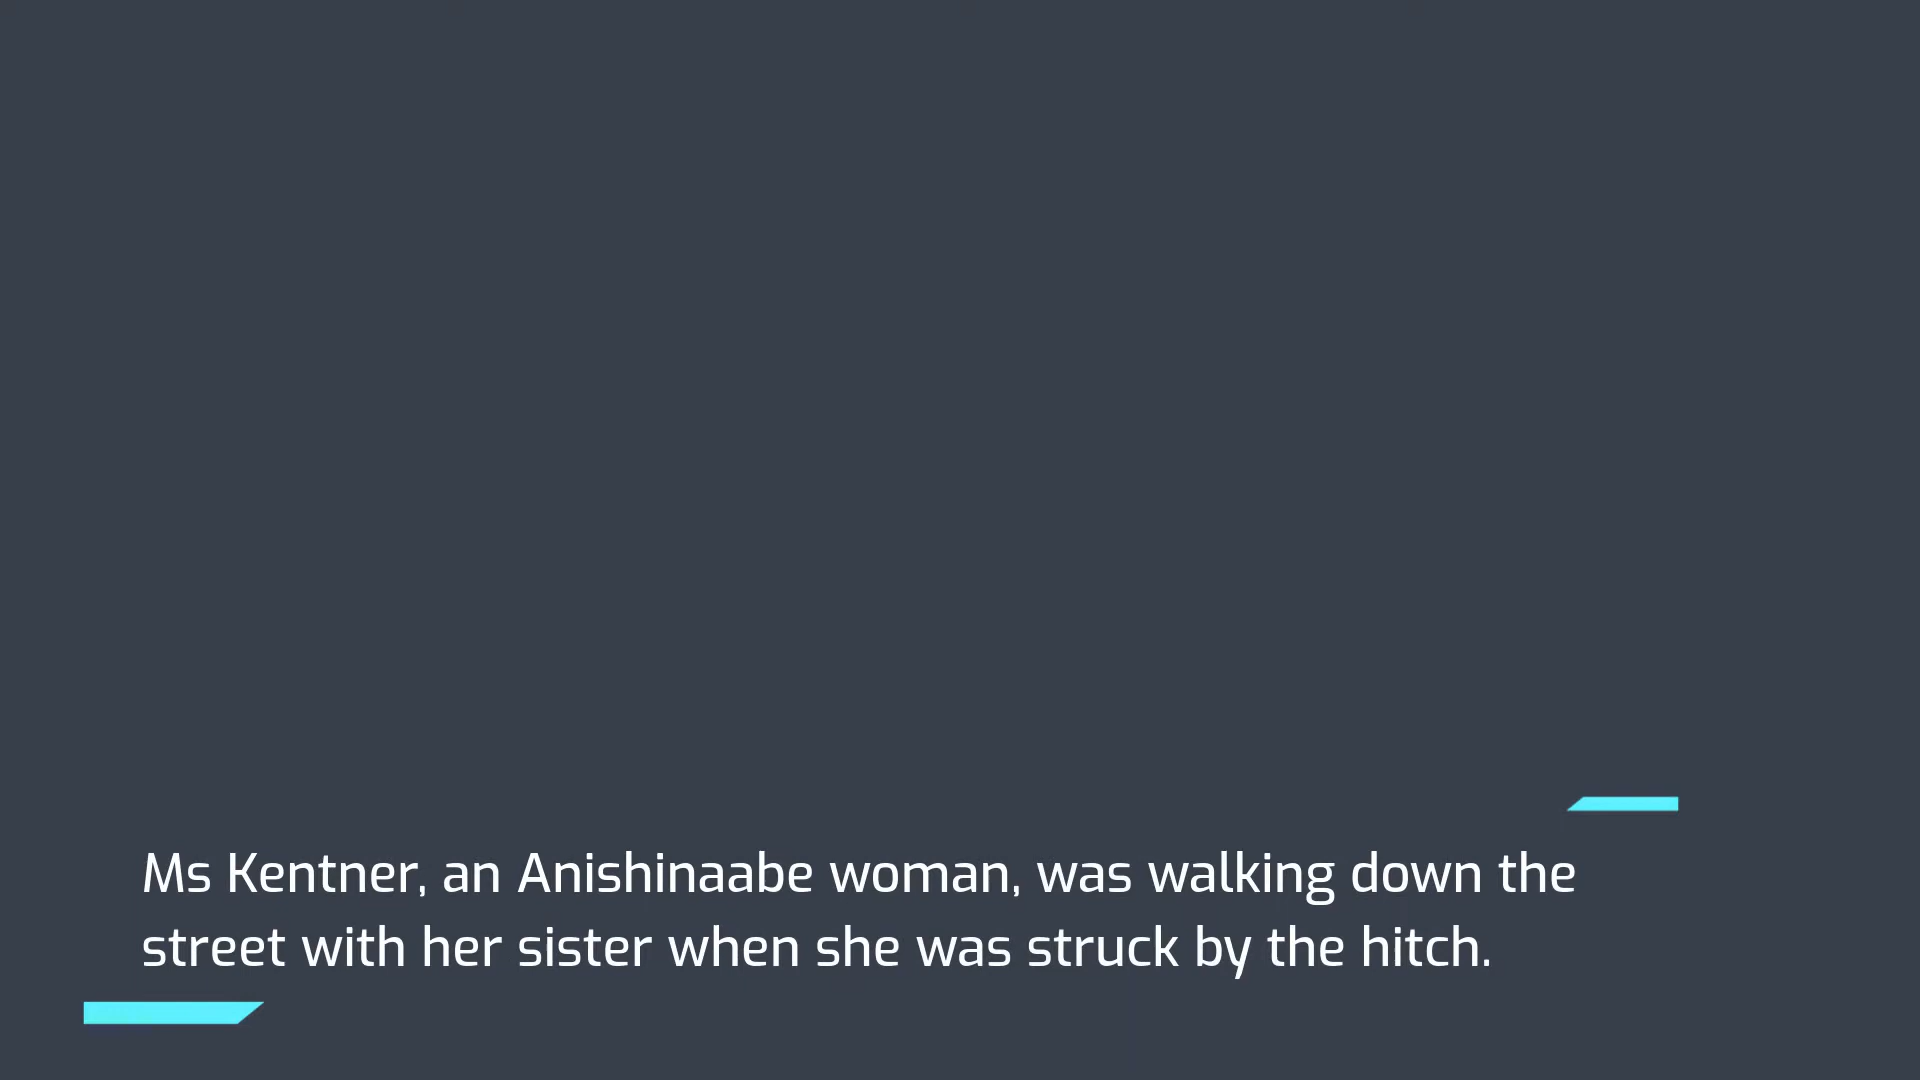 Ms Kentner, an Anishinaabe woman, was walking down the
street with her sister when she was struck by the hitch.